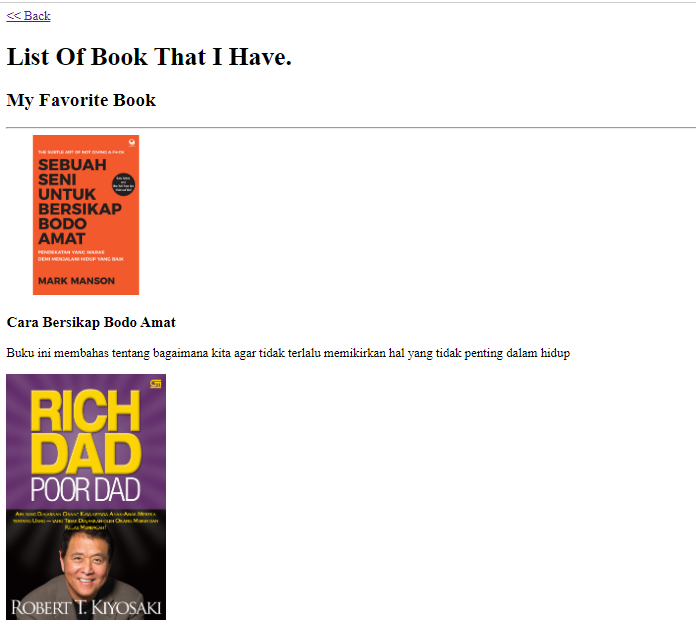 << Back
List Of Book That I Have.
My Favorite Book
THE SUBTLE ART OF NOT GIVING A F*CK
SEBUAH
SENI
UNTUK
BERSIKAP
BODO
AMAT
PENDEKATAN YANG WARAS
DEMI MENJALANI HIDUP YANG BAIK
MARK MANSON
Cara Bersikap Bodo Amat
Buku ini membahas tentang bagaimana kita agar tidak terlalu memikirkan hal yang tidak penting dalam hidup
RICH
DAD
POOR DAD
ROBERT T. KIYOSAKI